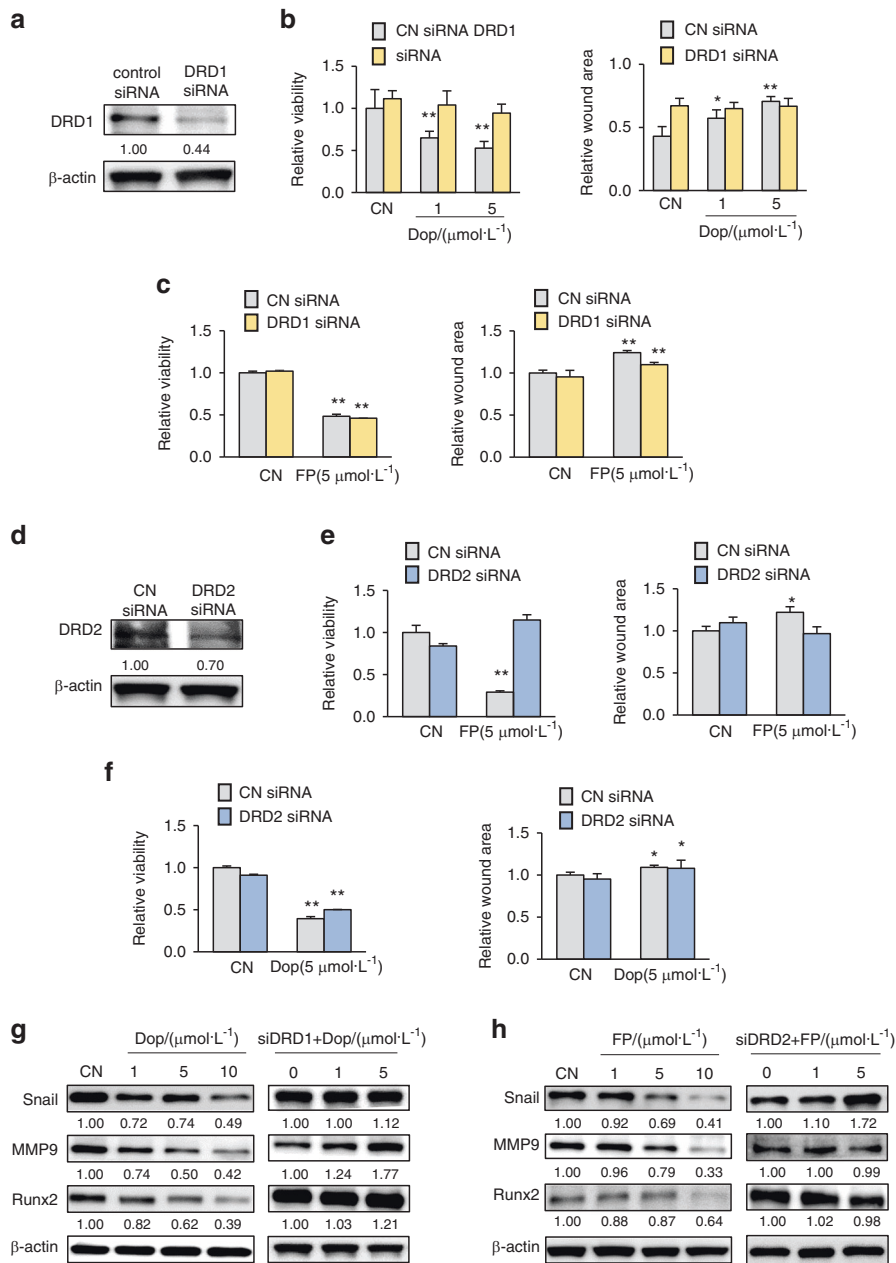 a
control DRD1
siRNA siRNA
DRD1
1.00 0.44
β-actin
b
CN siRNA DRD1
siRNA
Relative viability
1.5
1.0
0.5
0.0
** **
CN 1 5
Dop/(μmol·L⁻¹)
CN siRNA
DRD1 siRNA
Relative wound area
1.0
0.5
0.0
* **
CN 1 5
Dop/(μmol·L⁻¹)
c
CN siRNA
DRD1 siRNA
Relative viability
1.5
1.0
0.5
0.0
** **
CN FP(5 μmol·L⁻¹)
CN siRNA
DRD1 siRNA
Relative wound area
1.5
1.0
0.5
0.0
** **
CN FP(5 μmol·L⁻¹)
d
CN DRD2
siRNA siRNA
DRD2
1.00 0.70
β-actin
e
CN siRNA
DRD2 siRNA
Relative viability
1.5
1.0
0.5
0.0
**
CN FP(5 μmol·L⁻¹)
CN siRNA
DRD2 siRNA
Relative wound area
1.5
1.0
0.5
0.0
*
CN FP(5 μmol·L⁻¹)
f
CN siRNA
DRD2 siRNA
Relative viability
1.5
1.0
0.5
0.0
** **
CN Dop(5 μmol·L⁻¹)
CN siRNA
DRD2 siRNA
Relative wound area
1.5
1.0
0.5
0.0
* *
CN Dop(5 μmol·L⁻¹)
g
Dop/(μmol·L⁻¹) siDRD1+Dop/(μmol·L⁻¹)
CN 1 5 10 0 1 5
Snail
1.00 0.72 0.74 0.49 1.00 1.00 1.12
MMP9
1.00 0.74 0.50 0.42 1.00 1.24 1.77
Runx2
1.00 0.82 0.62 0.39 1.00 1.03 1.21
β-actin
h
FP/(μmol·L⁻¹) siDRD2+FP/(μmol·L⁻¹)
CN 1 5 10 0 1 5
Snail
1.00 0.92 0.69 0.41 1.00 1.10 1.72
MMP9
1.00 0.96 0.79 0.33 1.00 1.00 0.99
Runx2
1.00 0.88 0.87 0.64 1.00 1.02 0.98
β-actin